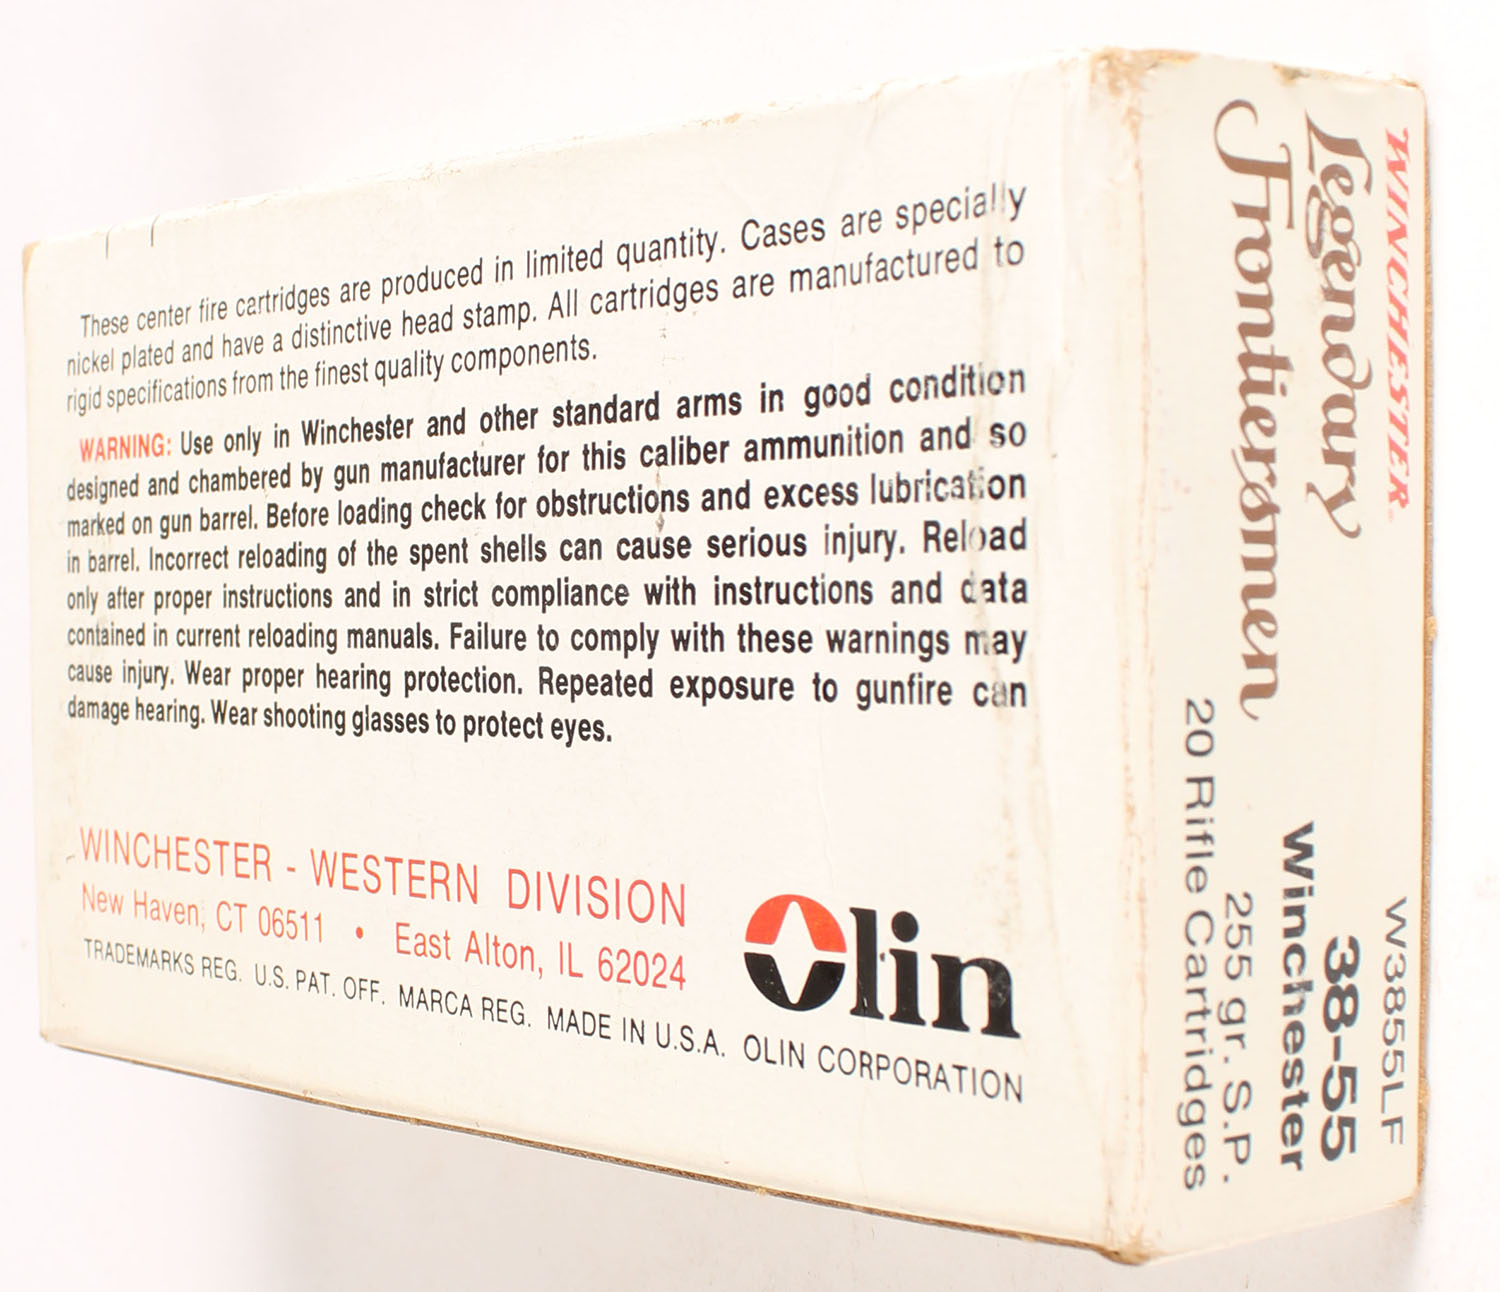 These center fire cartridges are produced in limited quantity. Cases are specially
nickel plated and have a distinctive head stamp. All cartridges are manufactured to
rigid specifications from the finest quality components.
WARNING: Use only in Winchester and other standard arms in good condition
designed and chambered by gun manufacturer for this caliber ammunition and so
marked on gun barrel. Before loading check for obstructions and excess lubrication
in barrel. Incorrect reloading of the spent shells can cause serious injury. Reload
only after proper instructions and in strict compliance with instructions and data
contained in current reloading manuals. Failure to comply with these warnings may
cause injury. Wear proper hearing protection. Repeated exposure to gunfire can
damage hearing. Wear shooting glasses to protect eyes.
WINCHESTER - WESTERN DIVISION
New Haven, CT 06511 • East Alton, IL 62024
TRADEMARKS REG. U.S. PAT. OFF. MARCA REG. MADE IN U.S.A. OLIN CORPORATION
Olin
WINCHESTER
Legendary
Frontiersmen
W3855LF
38-55
Winchester
255 gr. S.P.
20 Rifle Cartridges